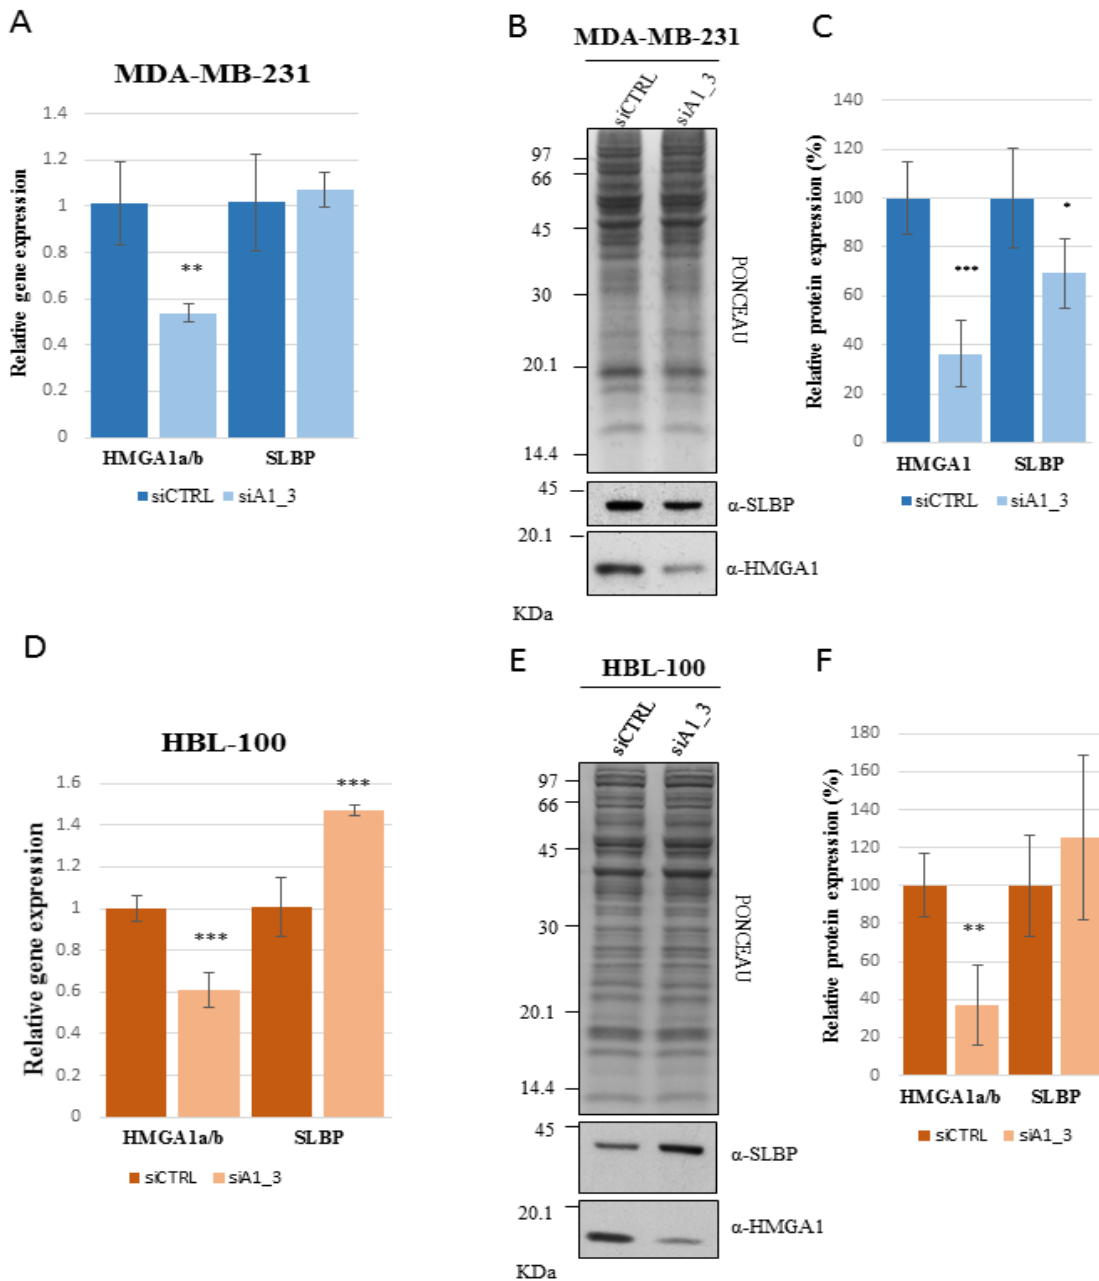 A
MDA-MB-231
Relative gene expression
1.4
1.2
1
0.8
0.6
0.4
0.2
0
**
HMGA1a/b SLBP
siCTRL siA1_3
B
MDA-MB-231
siCTRL siA1_3
97
66
45
30
20.1
14.4
PONCEAU
45
α-SLBP
20.1
α-HMGA1
KDa
C
Relative protein expression (%)
140
120
100
80
60
40
20
0
***
*
HMGA1 SLBP
siCTRL siA1_3
D
HBL-100
Relative gene expression
1.6
1.4
1.2
1
0.8
0.6
0.4
0.2
0
***
***
HMGA1a/b SLBP
siCTRL siA1_3
E
HBL-100
siCTRL siA1_3
97
66
45
30
20.1
14.4
PONCEAU
45
α-SLBP
20.1
α-HMGA1
KDa
F
Relative protein expression (%)
180
160
140
120
100
80
60
40
20
0
**
HMGA1a/b SLBP
siCTRL siA1_3